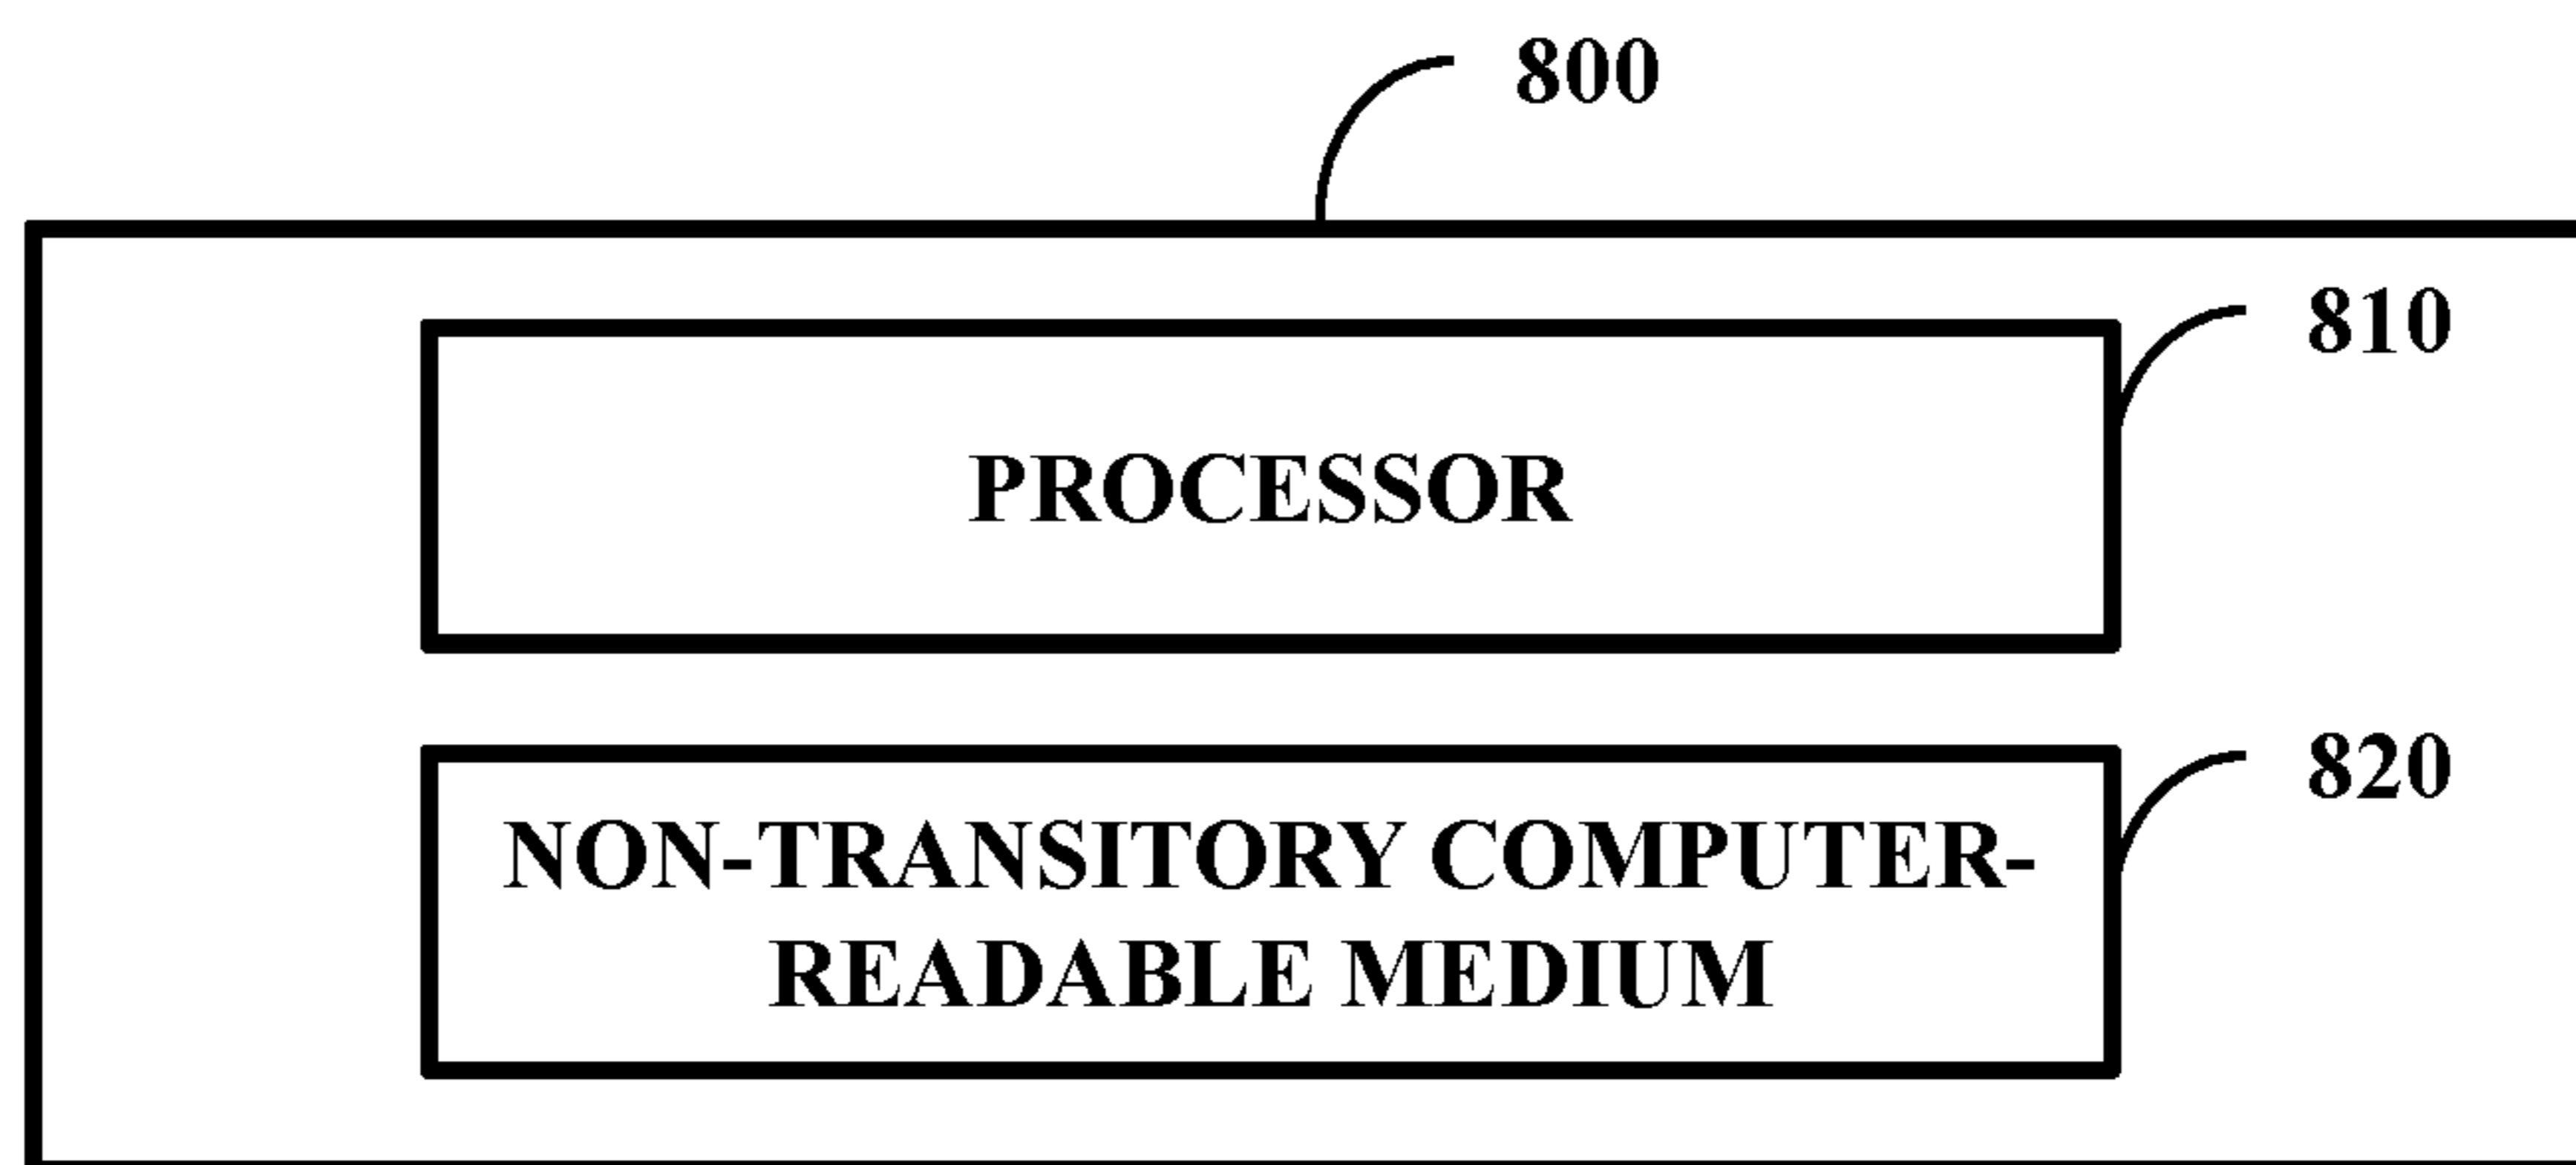 800
810
PROCESSOR
820
NON-TRANSITORY COMPUTER-
READABLE MEDIUM